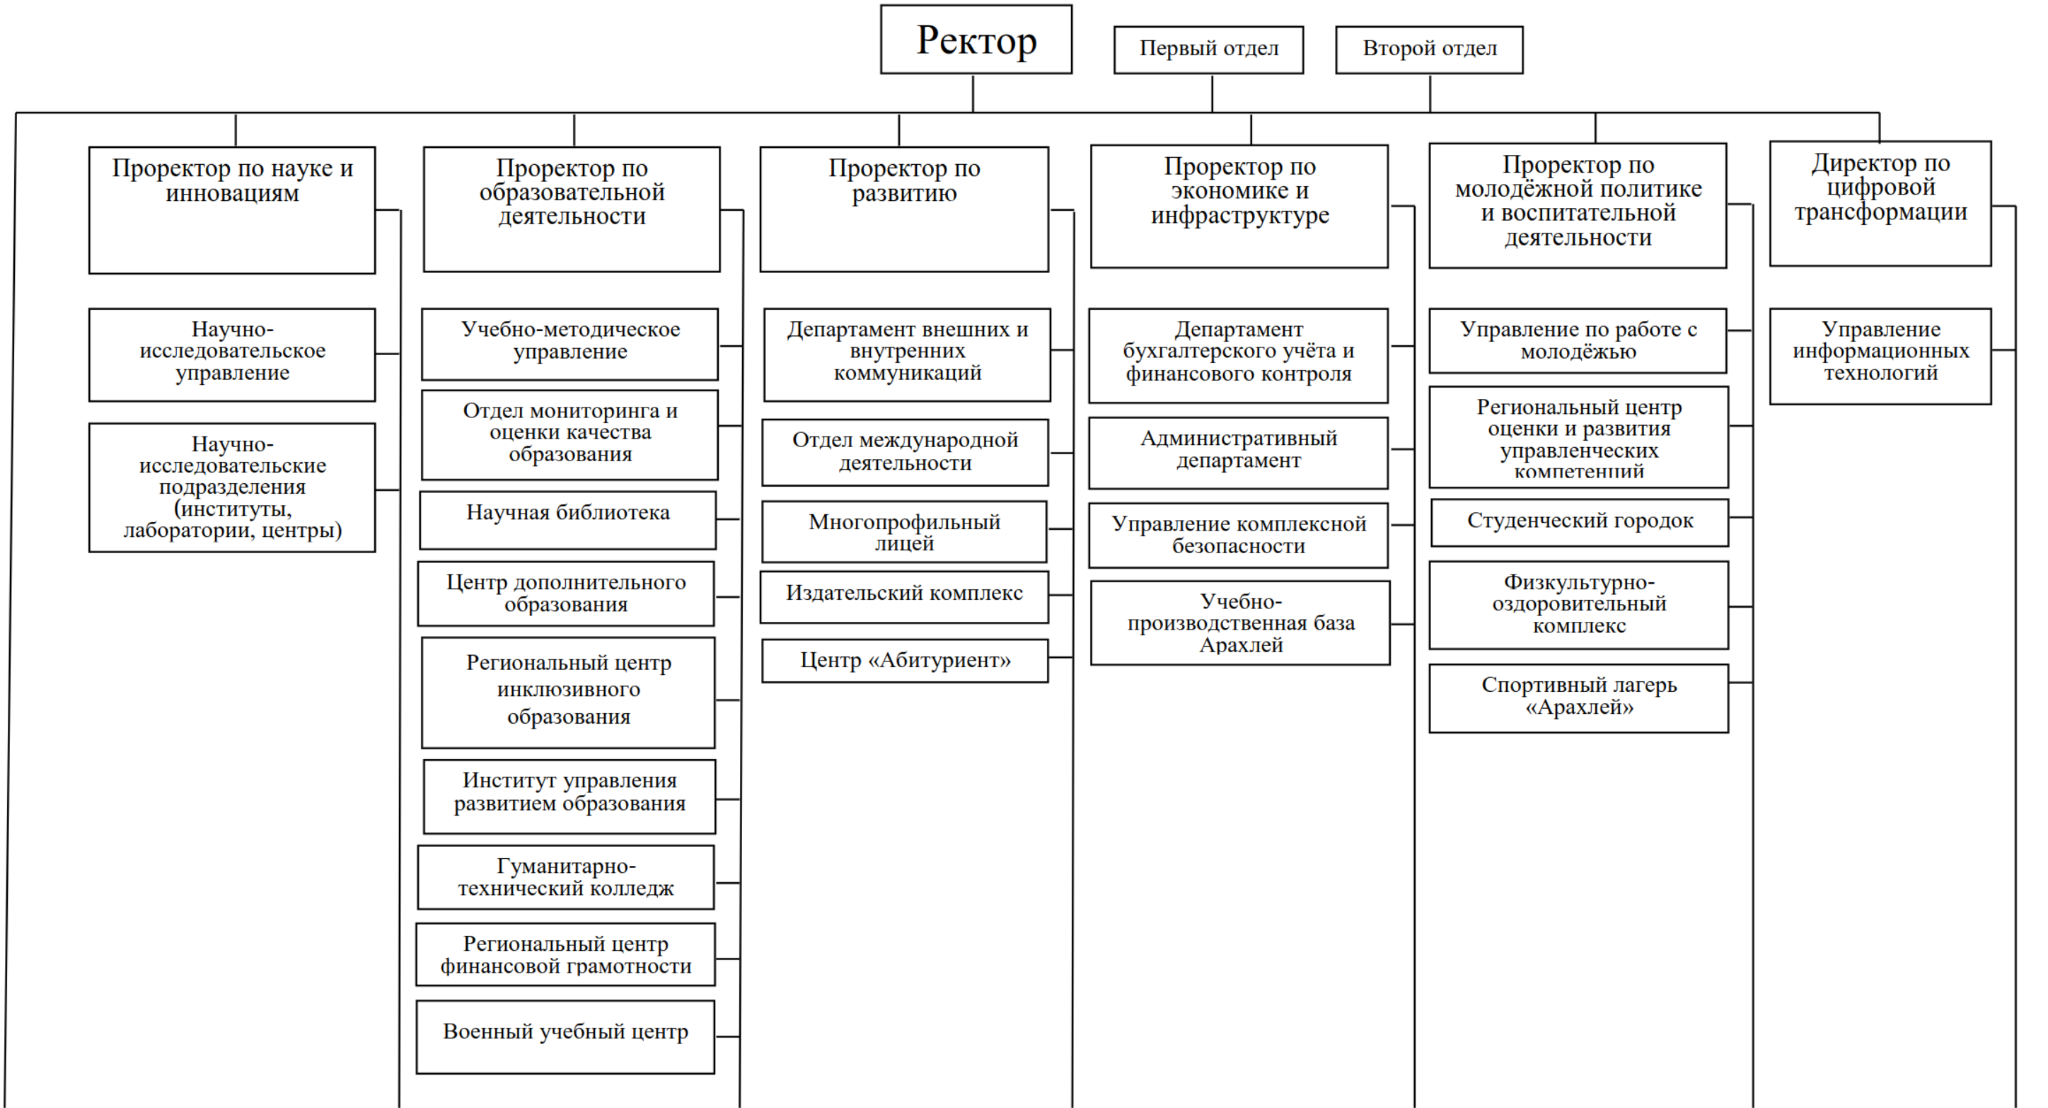 Ректор
Первый отдел
Второй отдел
Проректор по науке и
инновациям
Проректор по
образовательной
деятельности
Проректор по
развитию
Проректор по
экономике и
инфраструктуре
Проректор по
молодёжной политике
и воспитательной
деятельности
Директор по
цифровой
трансформации
Научно-
исследовательское
управление
Научно-
исследовательские
подразделения
(институты,
лаборатории, центры)
Учебно-методическое
управление
Отдел мониторинга и
оценки качества
образования
Научная библиотека
Центр дополнительного
образования
Региональный центр
инклюзивного
образования
Институт управления
развитием образования
Гуманитарно-
технический колледж
Региональный центр
финансовой грамотности
Военный учебный центр
Департамент внешних и
внутренних
коммуникаций
Отдел международной
деятельности
Многопрофильный
лицей
Издательский комплекс
Центр «Абитуриент»
Департамент
бухгалтерского учёта и
финансового контроля
Административный
департамент
Управление комплексной
безопасности
Учебно-
производственная база
Арахлей
Управление по работе с
молодёжью
Региональный центр
оценки и развития
управленческих
компетенций
Студенческий городок
Физкультурно-
оздоровительный
комплекс
Спортивный лагерь
«Арахлей»
Управление
информационных
технологий